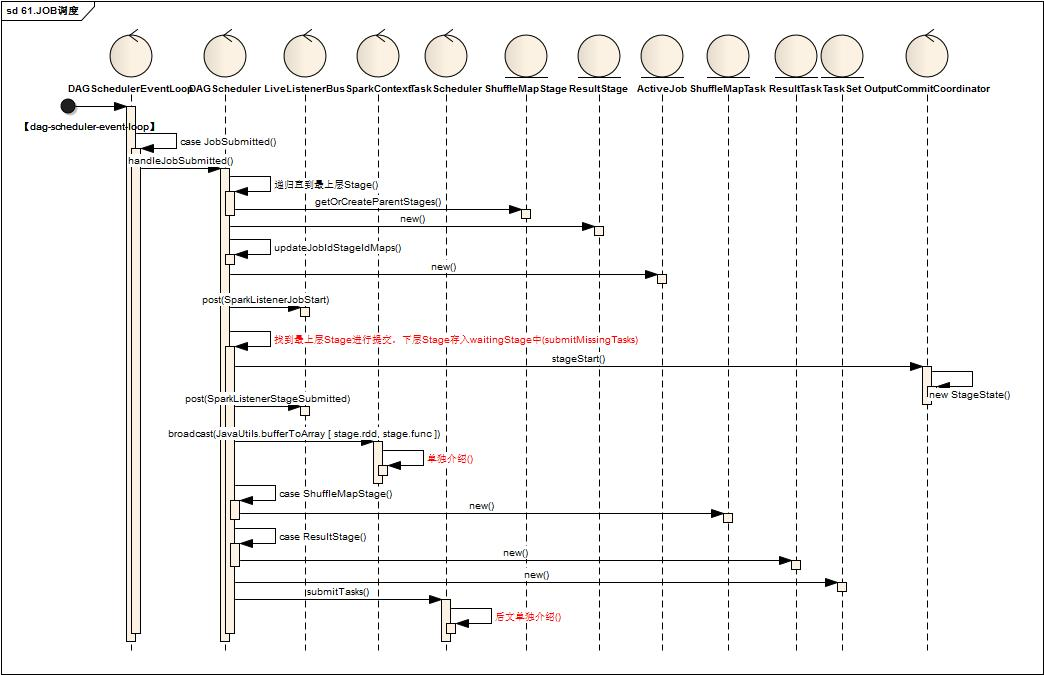 sd 61.JOB调度
DAGSchedulerEventLoop
DAGScheduler
LiveListenerBus
SparkContext
TaskScheduler
ShuffleMapStage
ResultStage
ActiveJob
ShuffleMapTask
ResultTask
TaskSet
OutputCommitCoordinator
【dag-scheduler-event-loop】
case JobSubmitted()
handleJobSubmitted()
递归直到最上层Stage()
getOrCreateParentStages()
new()
updateJobIdStageIdMaps()
new()
post(SparkListenerJobStart)
找到最上层Stage进行提交，下层Stage存入waitingStage中(submitMissingTasks)
stageStart()
new StageState()
post(SparkListenerStageSubmitted)
broadcast(JavaUtils.bufferToArray [ stage.rdd, stage.func ])
单独介绍()
case ShuffleMapStage()
new()
case ResultStage()
new()
new()
submitTasks()
后文单独介绍()